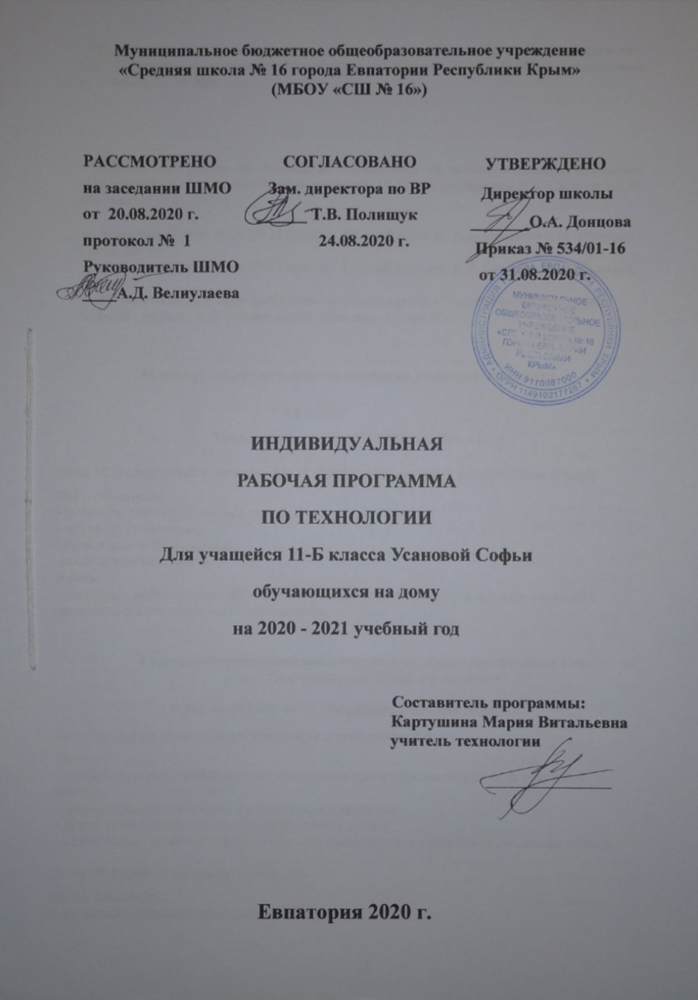 Муниципальное бюджетное общеобразовательное учреждение
«Средняя школа № 16 города Евпатории Республики Крым»
(МБОУ «СШ № 16»)
РАССМОТРЕНО
на заседании ШМО
от 20.08.2020 г.
протокол № 1
Руководитель ШМО
____А.Д. Велиулаева
СОГЛАСОВАНО
Зам. директора по ВР
______Т.В. Полищук
24.08.2020 г.
УТВЕРЖДЕНО
Директор школы
_______О.А. Донцова
Приказ № 534/01-16
от 31.08.2020 г.
МУНИЦИПАЛЬНОЕ
БЮДЖЕТНОЕ
ОБЩЕОБРАЗОВАТЕЛЬНОЕ
УЧРЕЖДЕНИЕ
«СРЕДНЯЯ ШКОЛА № 16
ГОРОДА ЕВПАТОРИИ
РЕСПУБЛИКИ
КРЫМ»
ИНН 9110087000
АДМИНИСТРАЦИЯ ГОРОДА ЕВПАТОРИИ РЕСПУБЛИКИ КРЫМ
ОГРН 1149102177267
ИНДИВИДУАЛЬНАЯ
РАБОЧАЯ ПРОГРАММА
ПО ТЕХНОЛОГИИ
Для учащейся 11-Б класса Усановой Софьи
обучающихся на дому
на 2020 - 2021 учебный год
Составитель программы:
Картушина Мария Витальевна
учитель технологии
Евпатория 2020 г.